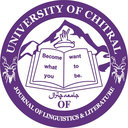 UNIVERSITY OF CHITRAL
Become want
what to
you be.
جامعہ چترال
OF
JOURNAL OF LINGUISTICS & LITERATURE